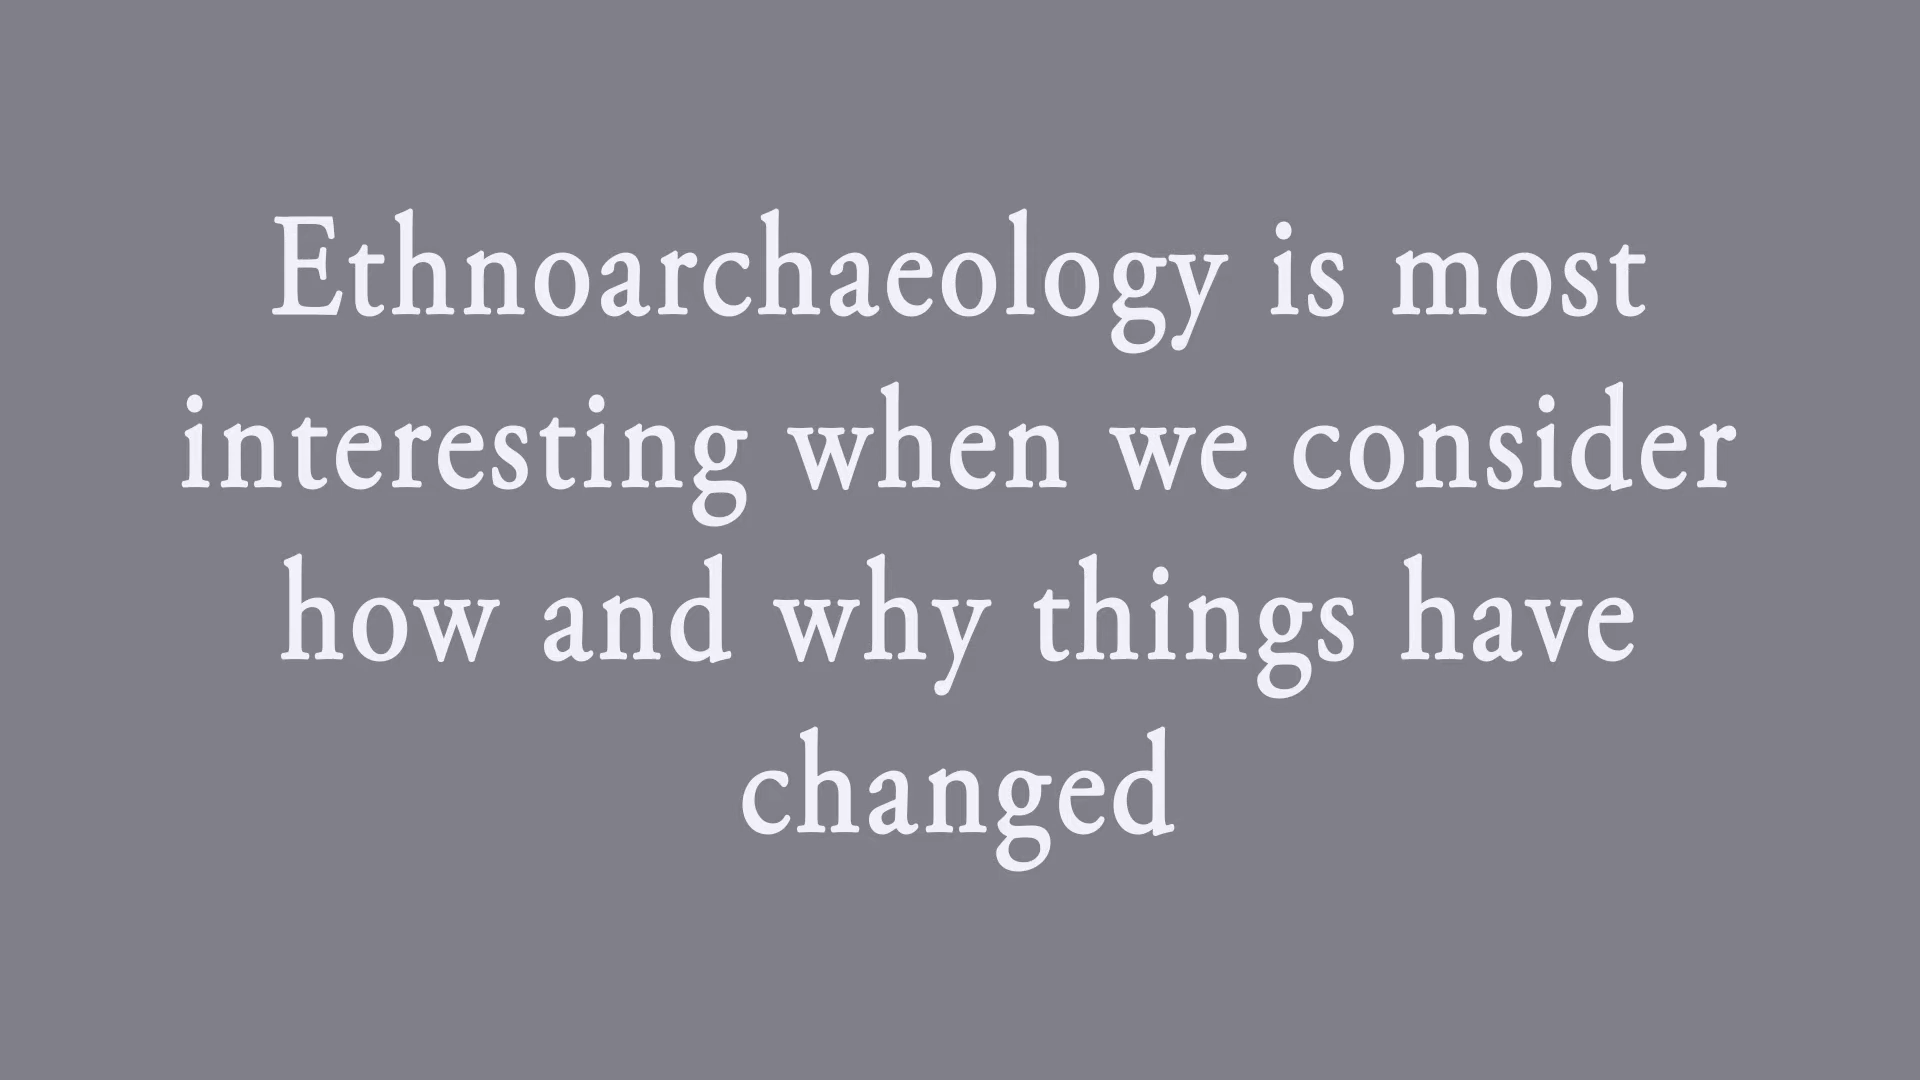 Ethnoarchaeology is most
interesting when we consider
how and why things have
changed